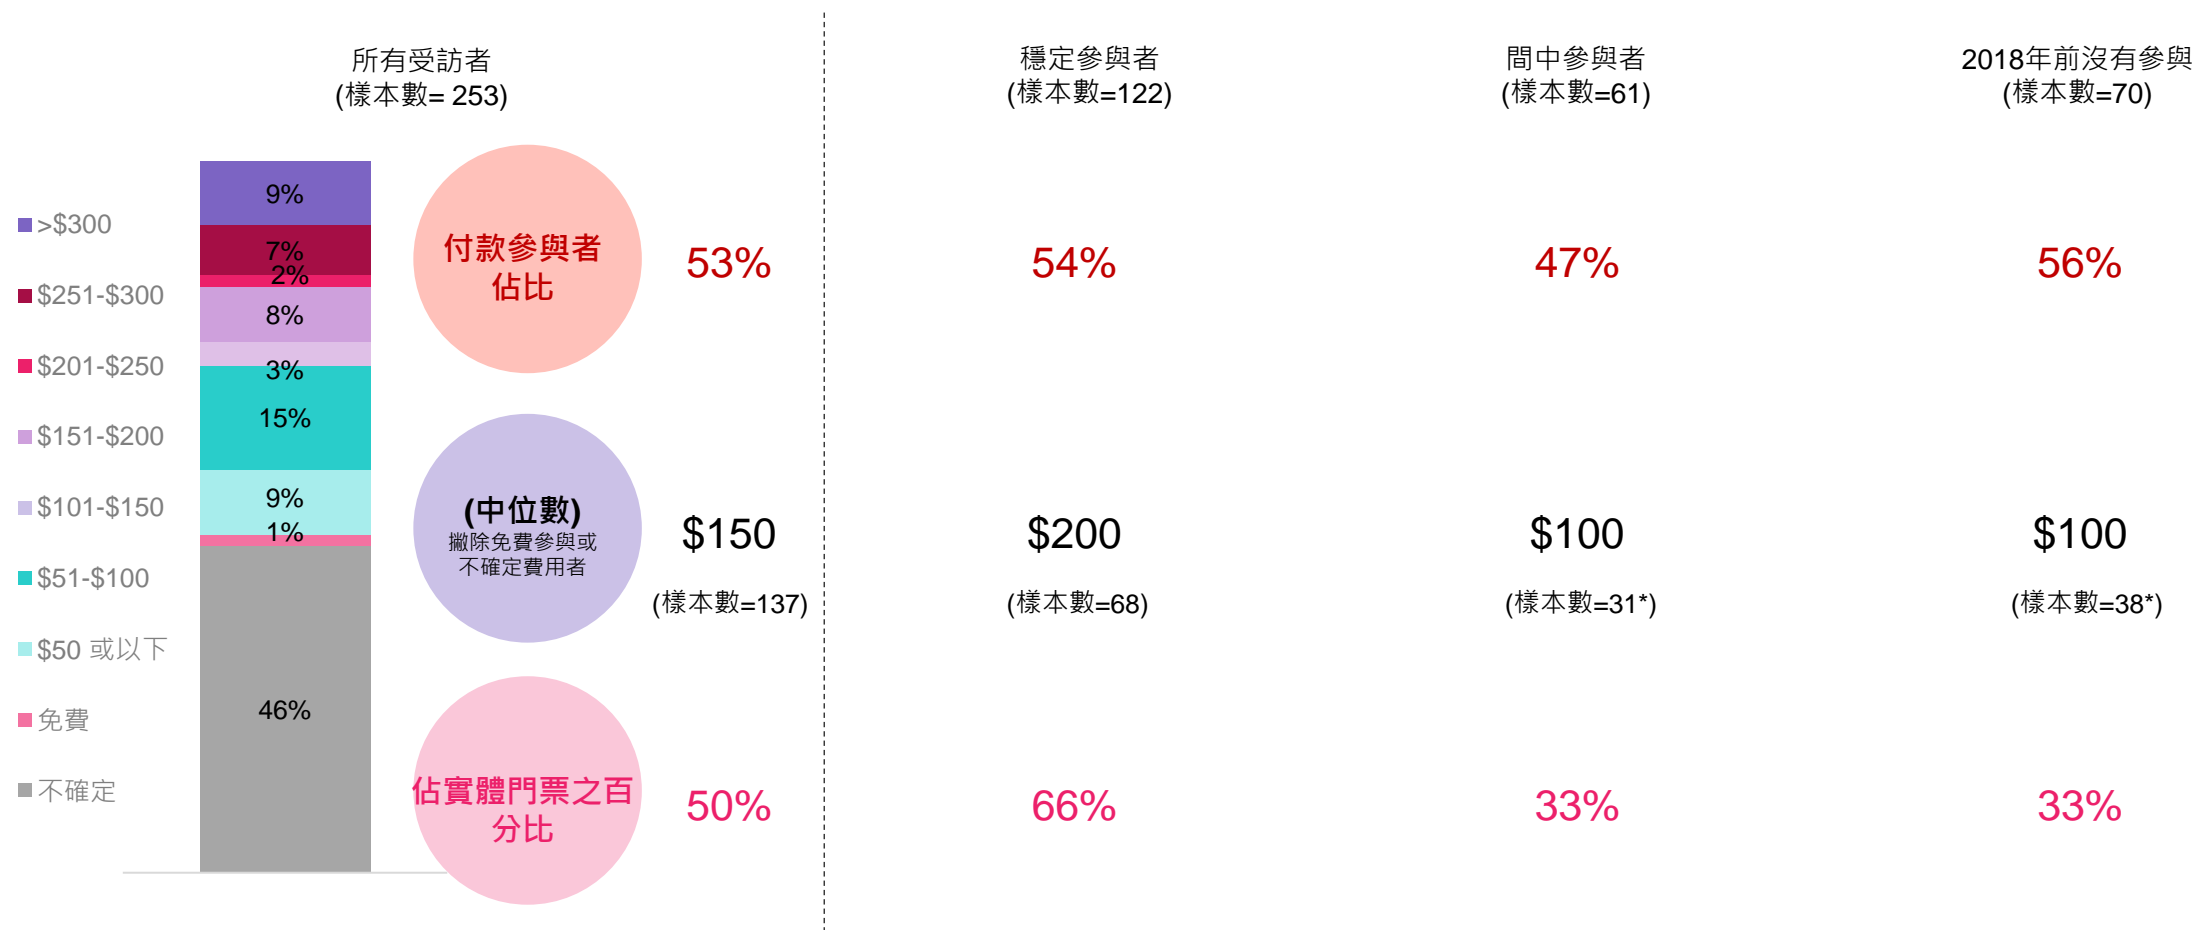 所有受訪者
(樣本數= 253)
穩定參與者
(樣本數=122)
間中參與者
(樣本數=61)
2018年前沒有參與
(樣本數=70)
>$300
$251-$300
$201-$250
$151-$200
$101-$150
$51-$100
$50 或以下
免費
不確定
9%
7%
2%
8%
3%
15%
9%
1%
46%
付款參與者
佔比
53%
54%
47%
56%
(中位數)
撇除免費參與或
不確定費用者
$150
(樣本數=137)
$200
(樣本數=68)
$100
(樣本數=31*)
$100
(樣本數=38*)
佔實體門票之百
分比
50%
66%
33%
33%